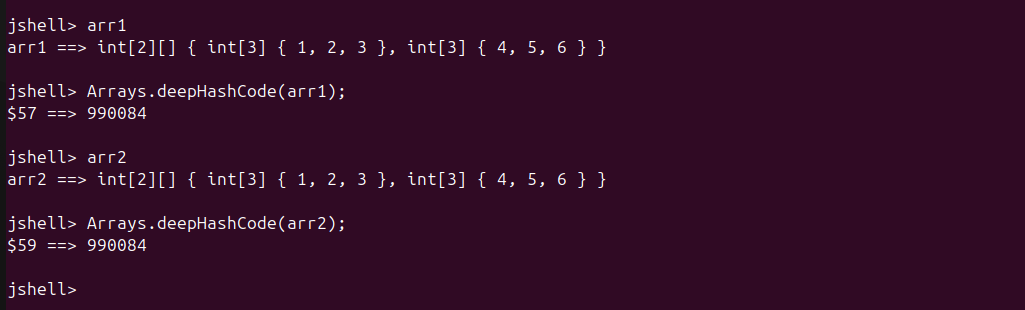 jshell> arr1
arr1 ==> int[2][] { int[3] { 1, 2, 3 }, int[3] { 4, 5, 6 } }
jshell> Arrays.deepHashCode(arr1);
$57 ==> 990084
jshell> arr2
arr2 ==> int[2][] { int[3] { 1, 2, 3 }, int[3] { 4, 5, 6 } }
jshell> Arrays.deepHashCode(arr2);
$59 ==> 990084
jshell>